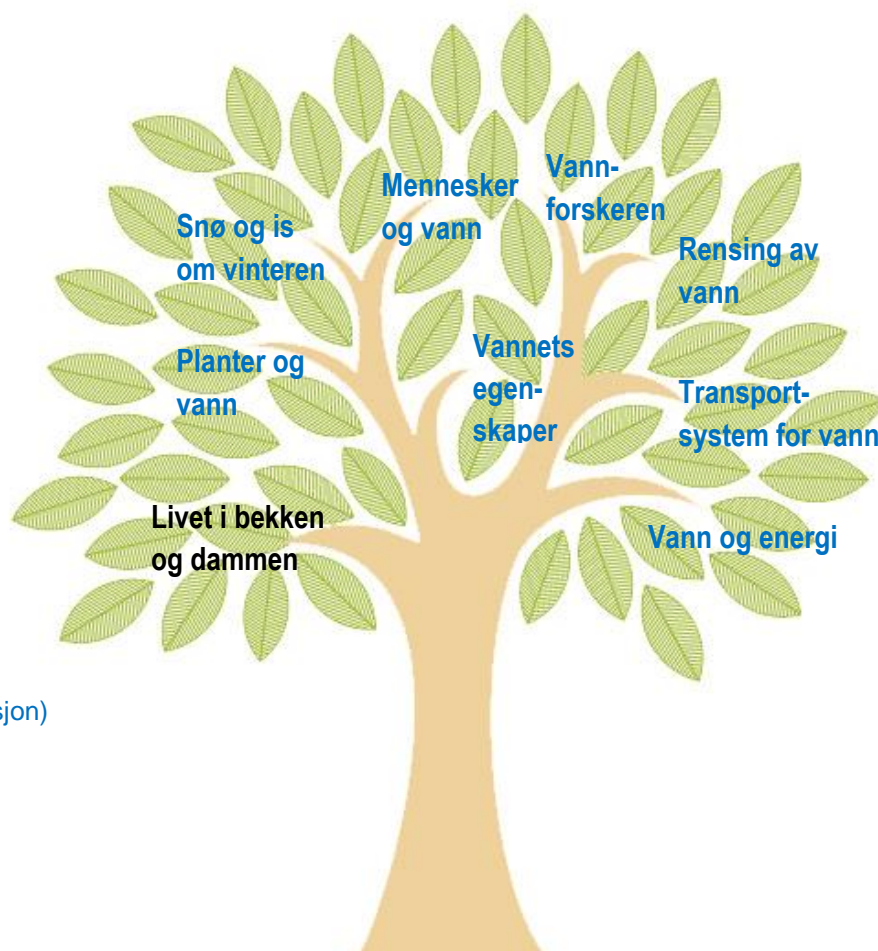 Mennesker
og vann
Vann-
forskeren
Snø og is
om vinteren
Rensing av
vann
Planter og
vann
Vannets
egen-
skaper
Transport-
system for vann
Livet i bekken
og dammen
Vann og energi
sjon)